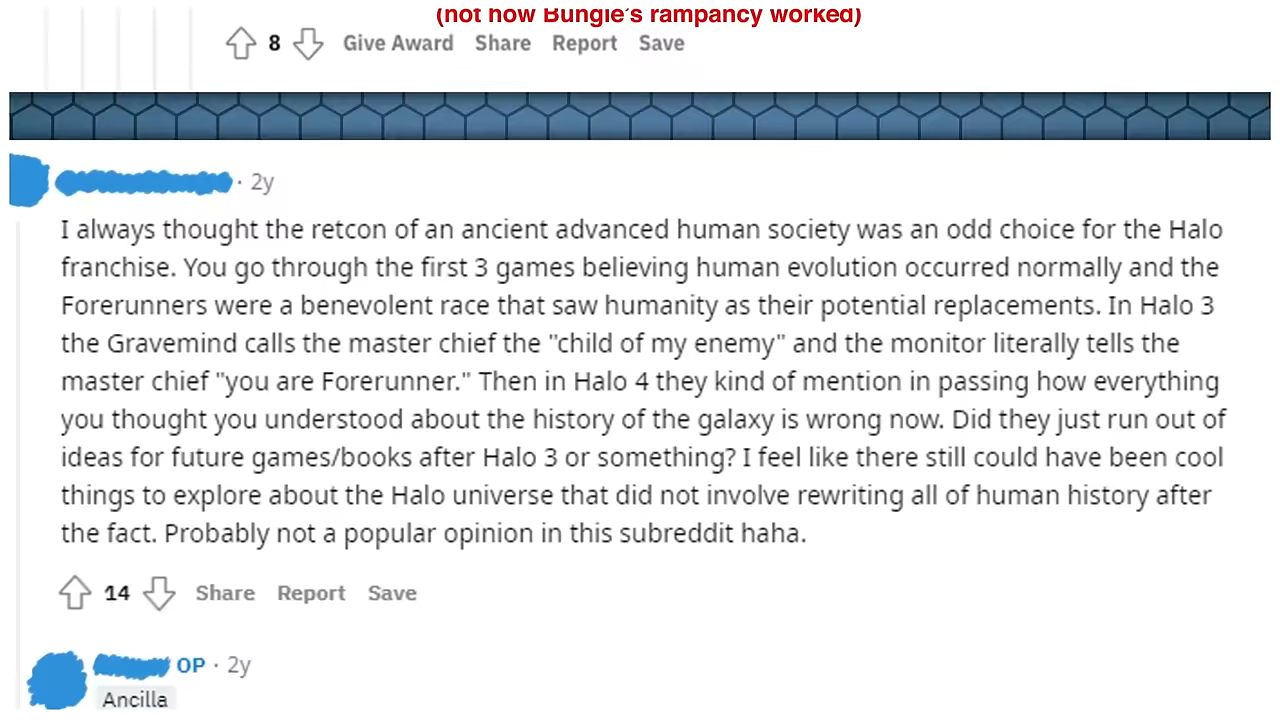 (not how Bungie's rampancy worked)
8 Give Award Share Report Save
· 2y
I always thought the retcon of an ancient advanced human society was an odd choice for the Halo
franchise. You go through the first 3 games believing human evolution occurred normally and the
Forerunners were a benevolent race that saw humanity as their potential replacements. In Halo 3
the Gravemind calls the master chief the "child of my enemy" and the monitor literally tells the
master chief "you are Forerunner." Then in Halo 4 they kind of mention in passing how everything
you thought you understood about the history of the galaxy is wrong now. Did they just run out of
ideas for future games/books after Halo 3 or something? I feel like there still could have been cool
things to explore about the Halo universe that did not involve rewriting all of human history after
the fact. Probably not a popular opinion in this subreddit haha.
14 Share Report Save
OP · 2y
Ancilla